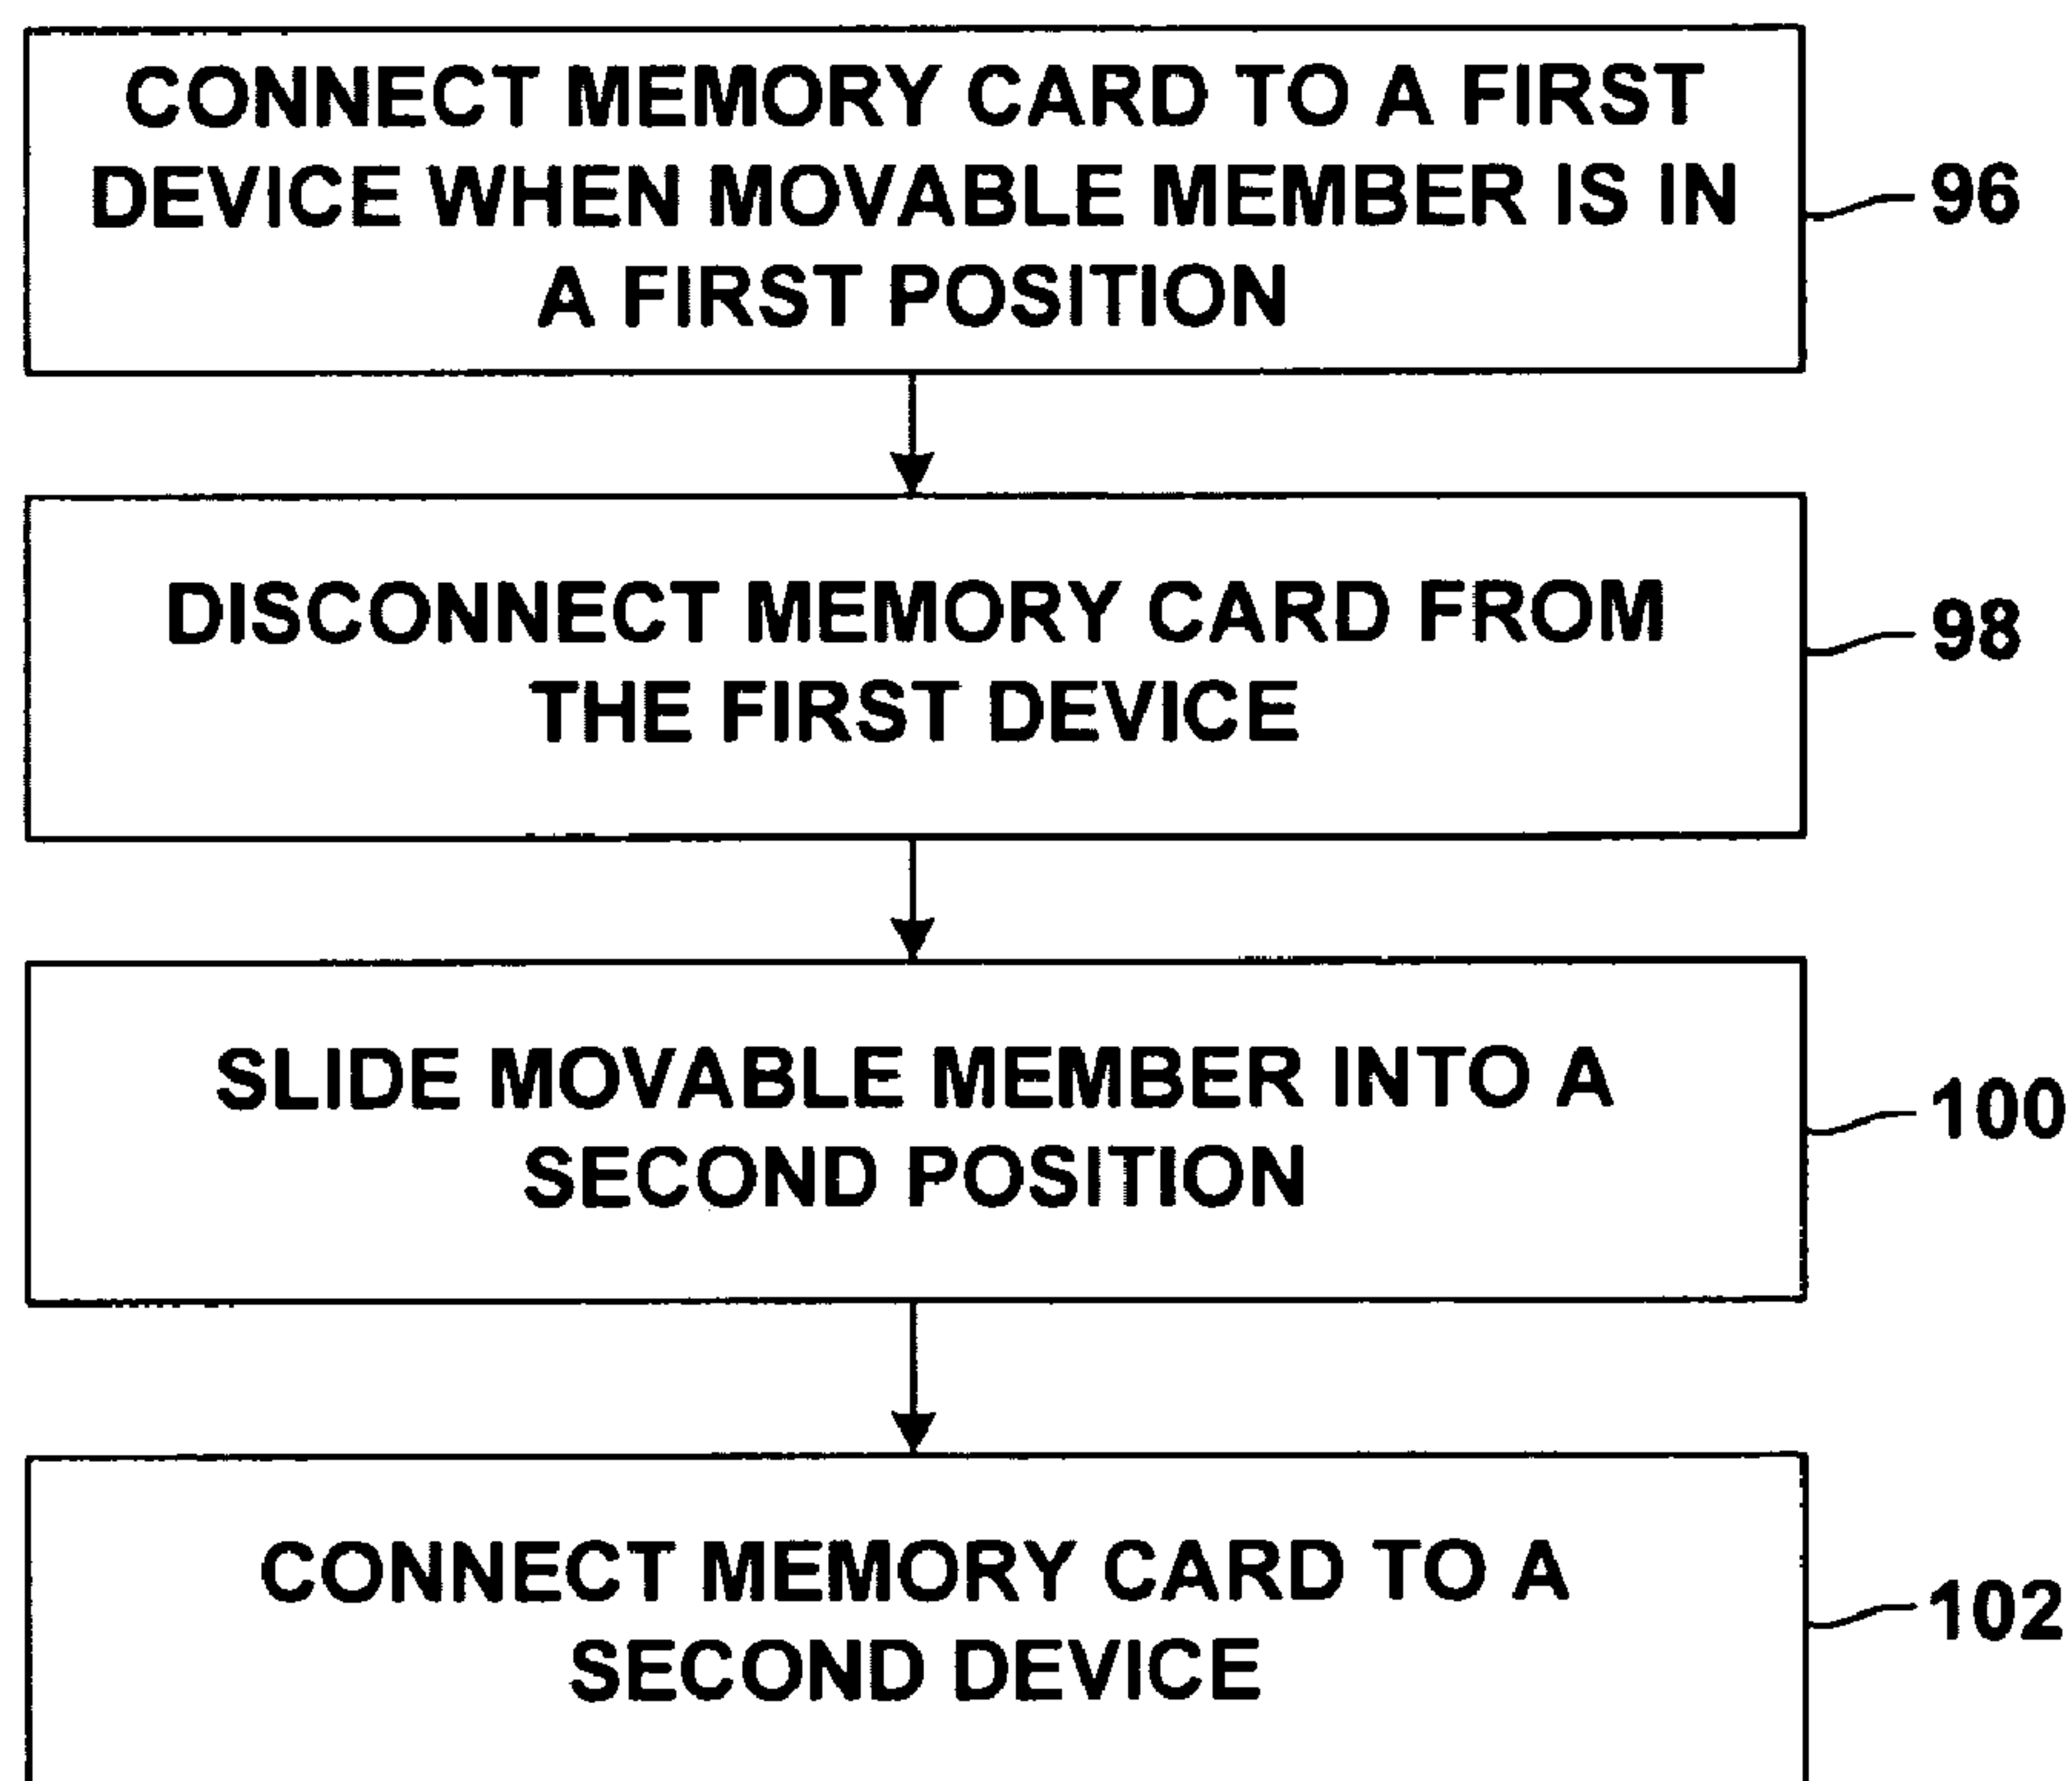 CONNECT MEMORY CARD TO A FIRST
DEVICE WHEN MOVABLE MEMBER IS IN
A FIRST POSITION
96
DISCONNECT MEMORY CARD FROM
THE FIRST DEVICE
98
SLIDE MOVABLE MEMBER INTO A
SECOND POSITION
100
CONNECT MEMORY CARD TO A
SECOND DEVICE
102